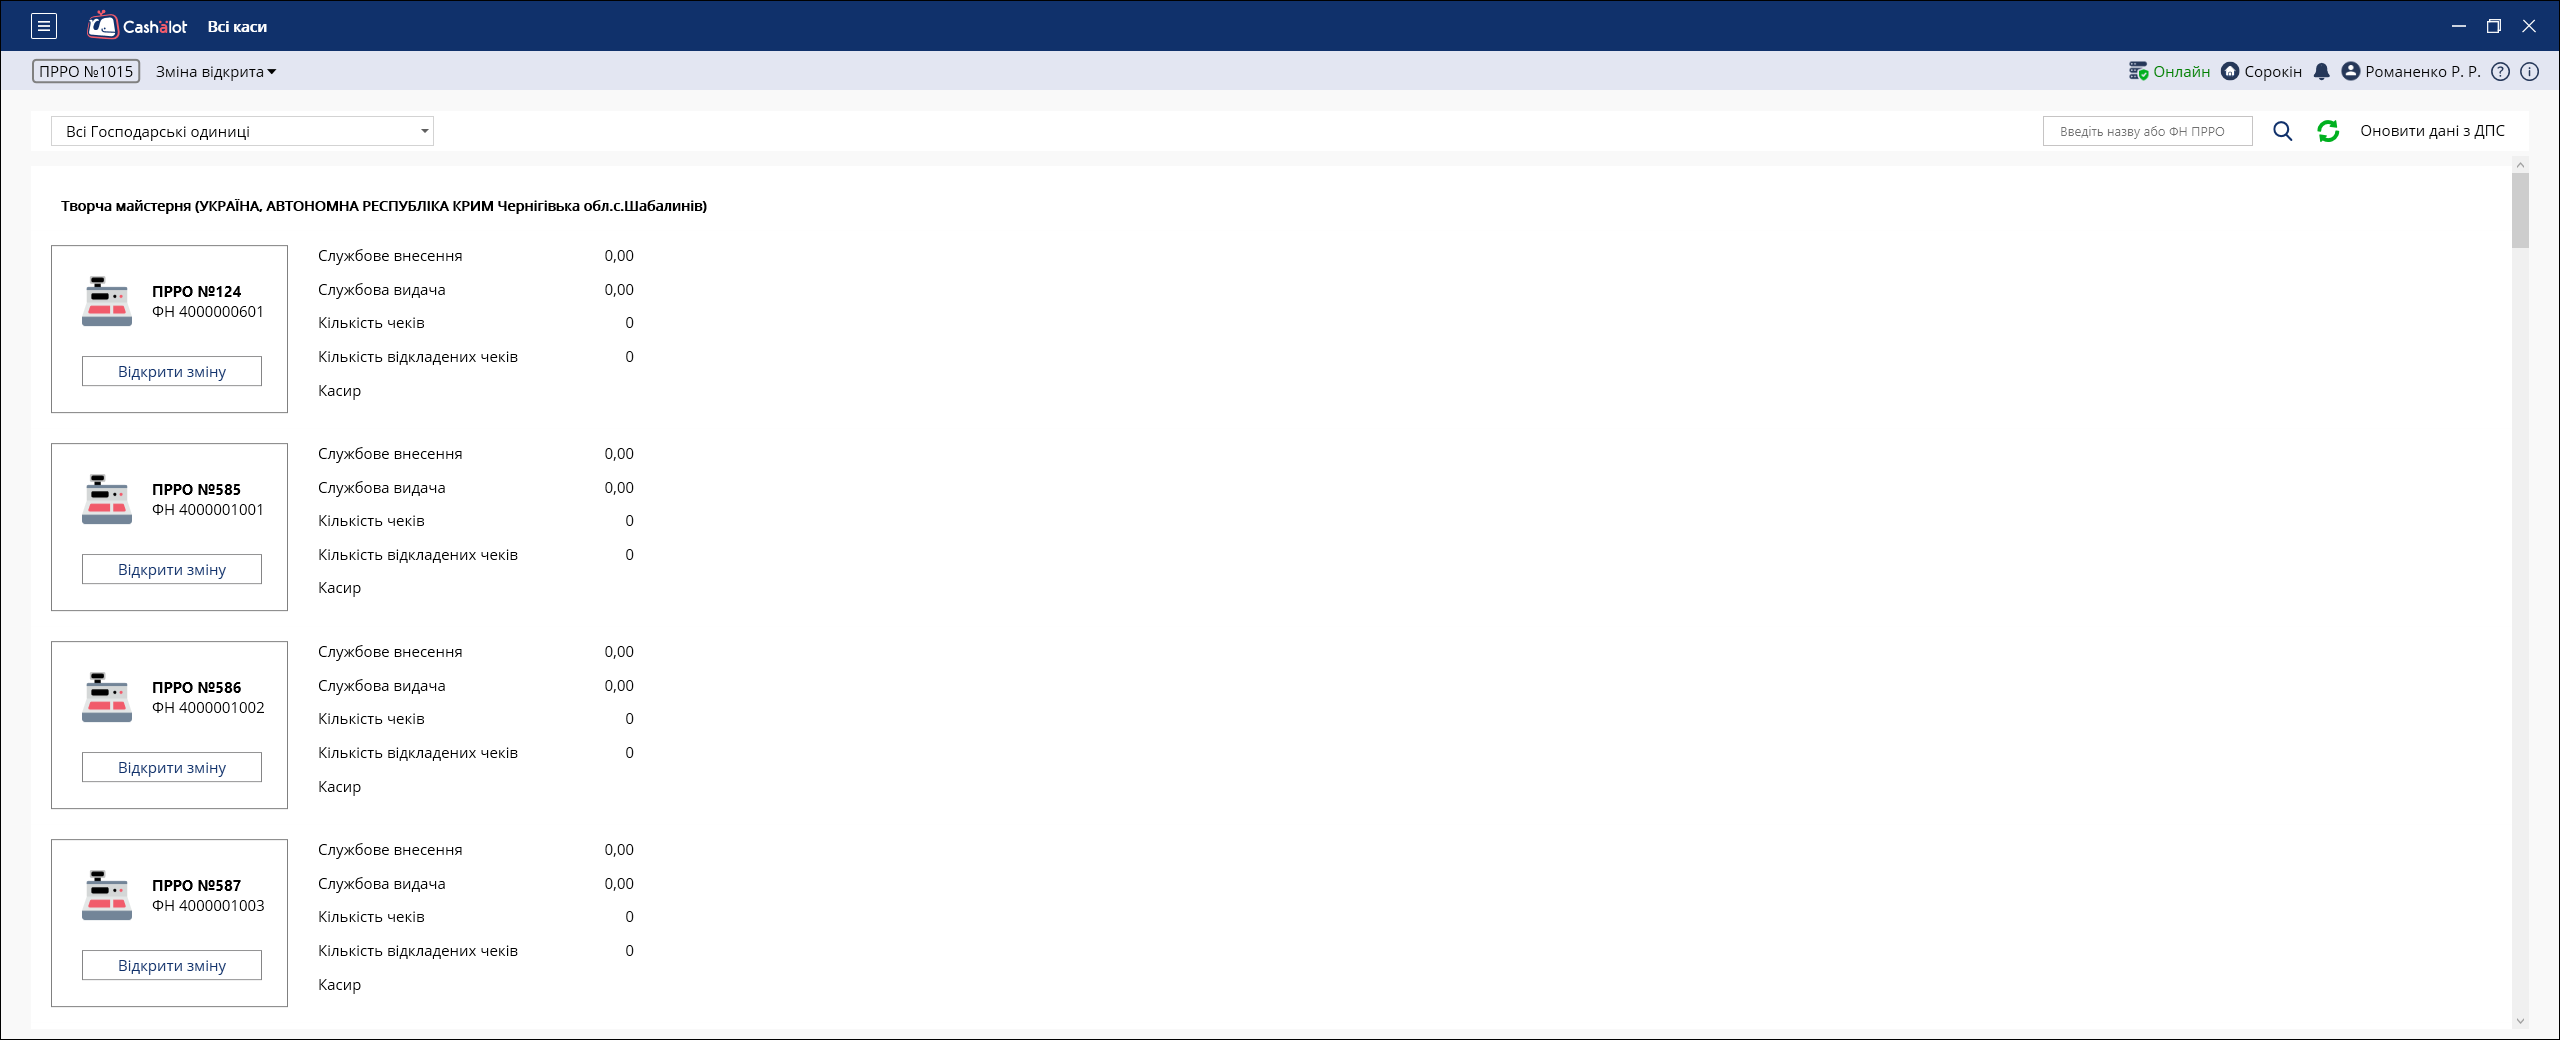 Cashalot Всі каси
ПРРО №1015 Зміна відкрита Онлайн Сорокін Романенко Р. Р.
Всі Господарські одиниці Введіть назву або ФН ПРРО Оновити дані з ДПС
Творча майстерня (УКРАЇНА, АВТОНОМНА РЕСПУБЛІКА КРИМ Чернігівька обл.с.Шабалинів)
ПРРО №124
ФН 4000000601
Відкрити зміну
Службове внесення 0,00
Службова видача 0,00
Кількість чеків 0
Кількість відкладених чеків 0
Касир
ПРРО №585
ФН 4000001001
Відкрити зміну
Службове внесення 0,00
Службова видача 0,00
Кількість чеків 0
Кількість відкладених чеків 0
Касир
ПРРО №586
ФН 4000001002
Відкрити зміну
Службове внесення 0,00
Службова видача 0,00
Кількість чеків 0
Кількість відкладених чеків 0
Касир
ПРРО №587
ФН 4000001003
Відкрити зміну
Службове внесення 0,00
Службова видача 0,00
Кількість чеків 0
Кількість відкладених чеків 0
Касир